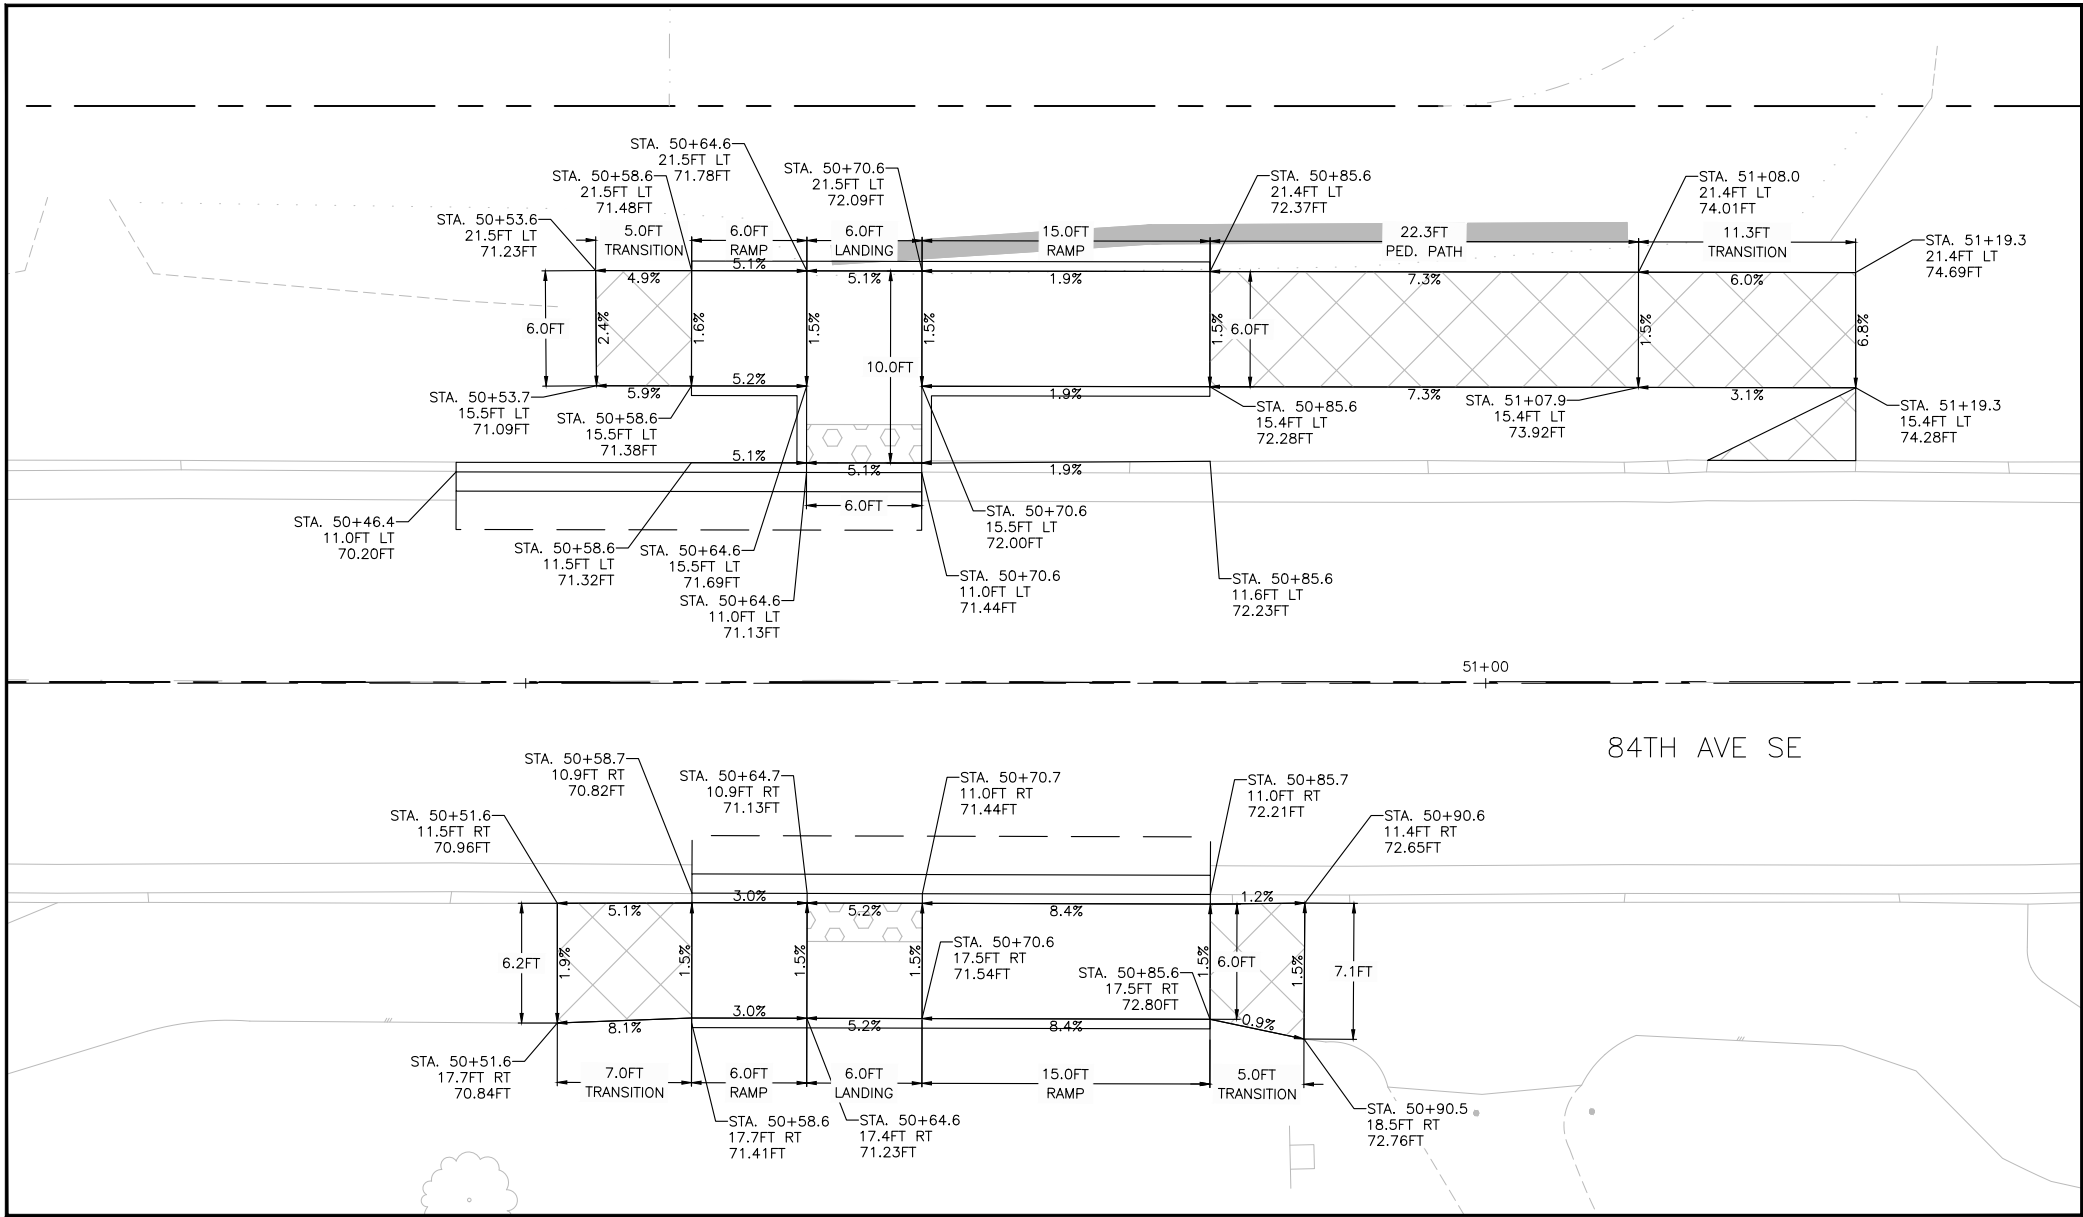 STA. 50+64.6
21.5FT LT
71.78FT
STA. 50+58.6
21.5FT LT
71.48FT
STA. 50+53.6
21.5FT LT
71.23FT
STA. 50+70.6
21.5FT LT
72.09FT
STA. 50+85.6
21.4FT LT
72.37FT
STA. 51+08.0
21.4FT LT
74.01FT
STA. 51+19.3
21.4FT LT
74.69FT
5.0FT
TRANSITION
6.0FT
RAMP
6.0FT
LANDING
15.0FT
RAMP
22.3FT
PED. PATH
11.3FT
TRANSITION
4.9%
5.1%
5.1%
1.9%
7.3%
6.0%
6.0FT
2.4%
1.6%
1.5%
1.5%
1.5%
6.0FT
1.5%
6.8%
10.0FT
5.9%
5.2%
1.9%
7.3%
3.1%
STA. 50+53.7
15.5FT LT
71.09FT
STA. 50+58.6
15.5FT LT
71.38FT
STA. 50+85.6
15.4FT LT
72.28FT
STA. 51+07.9
15.4FT LT
73.92FT
STA. 51+19.3
15.4FT LT
74.28FT
5.1%
5.1%
1.9%
6.0FT
STA. 50+46.4
11.0FT LT
70.20FT
STA. 50+58.6
11.5FT LT
71.32FT
STA. 50+64.6
15.5FT LT
71.69FT
STA. 50+64.6
11.0FT LT
71.13FT
STA. 50+70.6
15.5FT LT
72.00FT
STA. 50+70.6
11.0FT LT
71.44FT
STA. 50+85.6
11.6FT LT
72.23FT
51+00
84TH AVE SE
STA. 50+58.7
10.9FT RT
70.82FT
STA. 50+64.7
10.9FT RT
71.13FT
STA. 50+70.7
11.0FT RT
71.44FT
STA. 50+85.7
11.0FT RT
72.21FT
STA. 50+51.6
11.5FT RT
70.96FT
STA. 50+90.6
11.4FT RT
72.65FT
5.1%
3.0%
5.2%
8.4%
1.2%
6.2FT
1.9%
1.5%
1.5%
1.5%
1.5%
6.0FT
1.5%
7.1FT
STA. 50+70.6
17.5FT RT
71.54FT
STA. 50+85.6
17.5FT RT
72.80FT
8.1%
3.0%
5.2%
8.4%
0.9%
STA. 50+51.6
17.7FT RT
70.84FT
7.0FT
TRANSITION
6.0FT
RAMP
6.0FT
LANDING
15.0FT
RAMP
5.0FT
TRANSITION
STA. 50+58.6
17.7FT RT
71.41FT
STA. 50+64.6
17.4FT RT
71.23FT
STA. 50+90.5
18.5FT RT
72.76FT